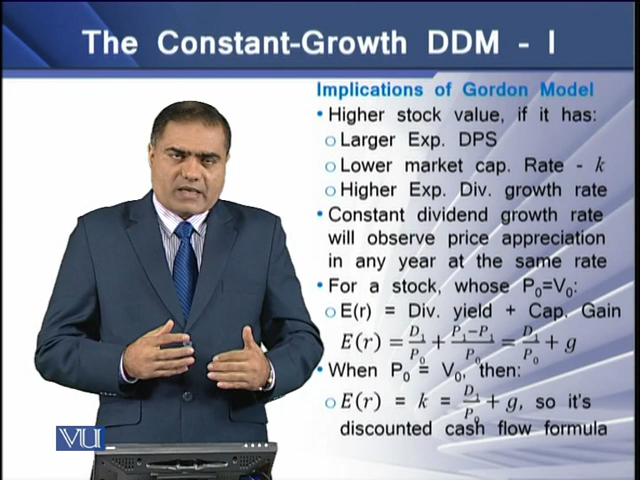 The Constant-Growth DDM - I
Implications of Gordon Model
• Higher stock value, if it has:
o Larger Exp. DPS
o Lower market cap. Rate - k
o Higher Exp. Div. growth rate
• Constant dividend growth rate
will observe price appreciation
in any year at the same rate
• For a stock, whose P₀=V₀:
o E(r) = Div. yield + Cap. Gain
E(r) = D₁/P₀ + P₁−P₁/P₀ = D₁/P₀ + g
• When P₀ = V₀, then:
o E(r) = k = D₁/P₀ + g, so it's
discounted cash flow formula
VU